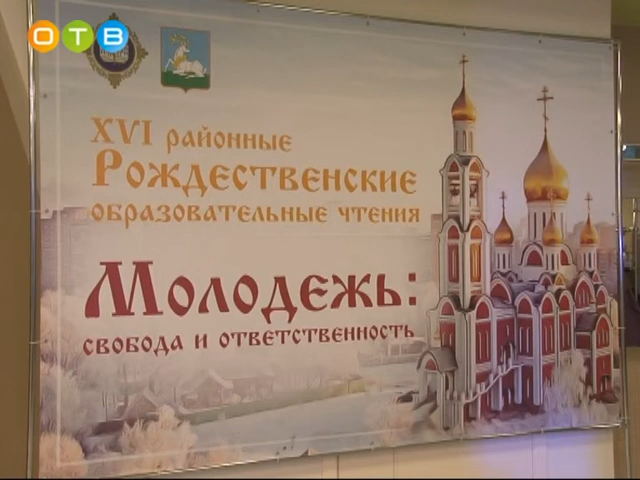 ОТВ
XVI районные
Рождественские
образовательные чтения
Молодежь:
свобода и ответственность